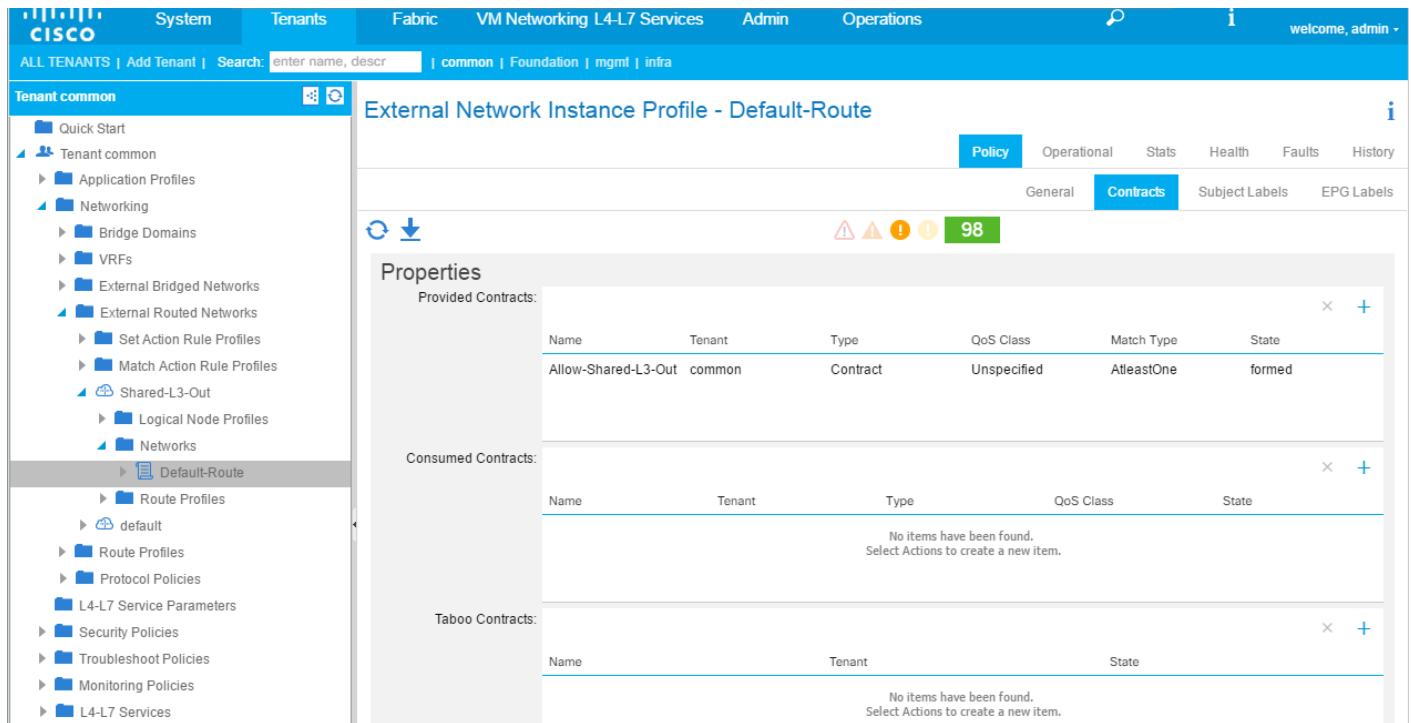 CISCO System Tenants Fabric VM Networking L4-L7 Services Admin Operations i welcome, admin
ALL TENANTS | Add Tenant | Search: enter name, descr | common | Foundation | mgmt | infra
Tenant common
Quick Start
Tenant common
Application Profiles
Networking
Bridge Domains
VRFs
External Bridged Networks
External Routed Networks
Set Action Rule Profiles
Match Action Rule Profiles
Shared-L3-Out
Logical Node Profiles
Networks
Default-Route
Route Profiles
default
Route Profiles
Protocol Policies
L4-L7 Service Parameters
Security Policies
Troubleshoot Policies
Monitoring Policies
L4-L7 Services
External Network Instance Profile - Default-Route i
Policy Operational Stats Health Faults History
General Contracts Subject Labels EPG Labels
98
Properties
Provided Contracts:
Name Tenant Type QoS Class Match Type State
Allow-Shared-L3-Out common Contract Unspecified AtleastOne formed
Consumed Contracts:
Name Tenant Type QoS Class State
No items have been found.
Select Actions to create a new item.
Taboo Contracts:
Name Tenant State
No items have been found.
Select Actions to create a new item.